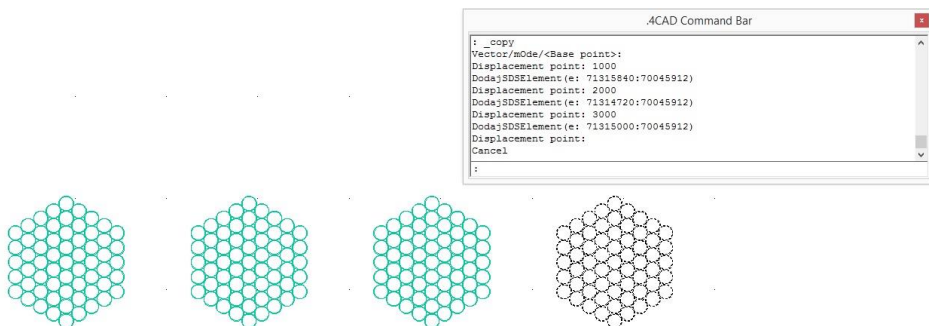 .4CAD Command Bar
x
: _copy
Vector/mOde/<Base point>:
Displacement point: 1000
DodajSDSElement(e: 71315840:70045912)
Displacement point: 2000
DodajSDSElement(e: 71314720:70045912)
Displacement point: 3000
DodajSDSElement(e: 71315000:70045912)
Displacement point:
Cancel
: